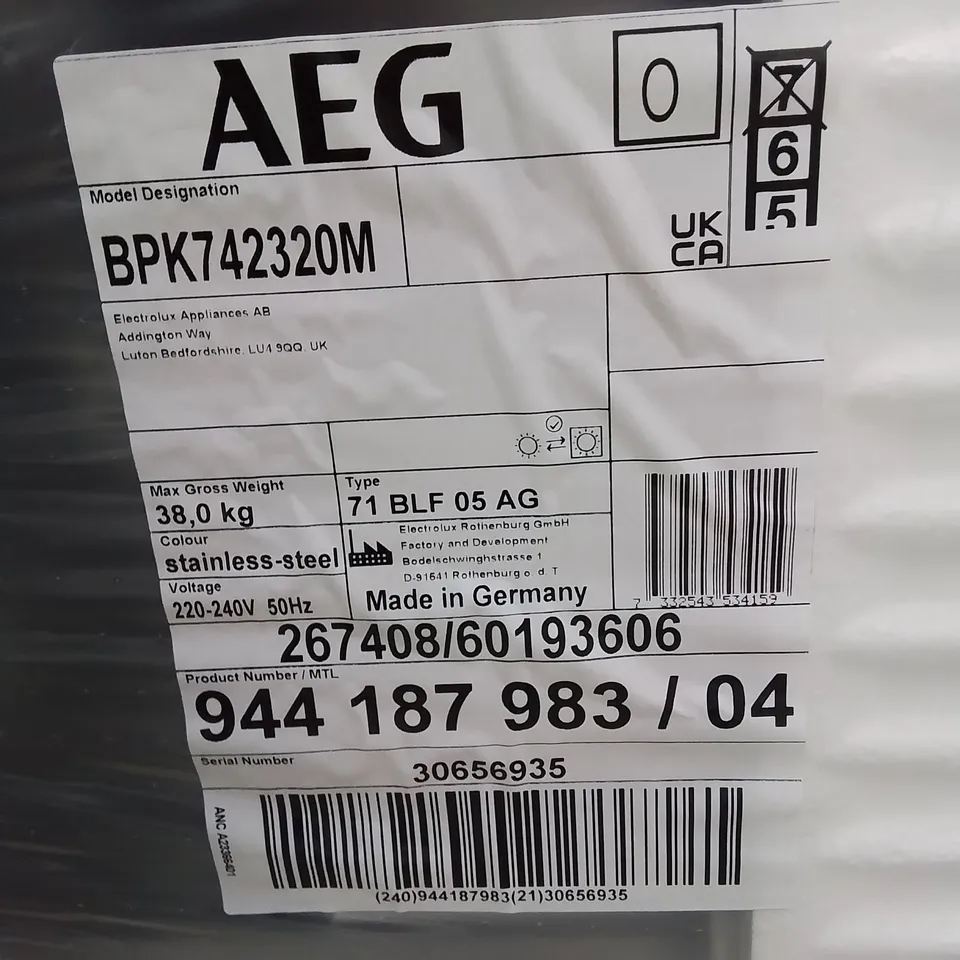 AEG
0
7
6
5
Model Designation
BPK742320M
UK
CA
Electrolux Appliances AB
Addington Way
Luton Bedfordshire, LU4 9QQ, UK
Max Gross Weight
38,0 kg
Type
71 BLF 05 AG
Colour
stainless-steel
Electrolux Rothenburg GmbH
Factory and Development
Bodelschwinghstrasse 1
D-91541 Rothenburg o. d. T
Voltage
220-240V 50Hz
Made in Germany
7 332543 534159
267408/60193606
Product Number / MTL
944 187 983 / 04
Serial Number
30656935
(240)944187983(21)30656935